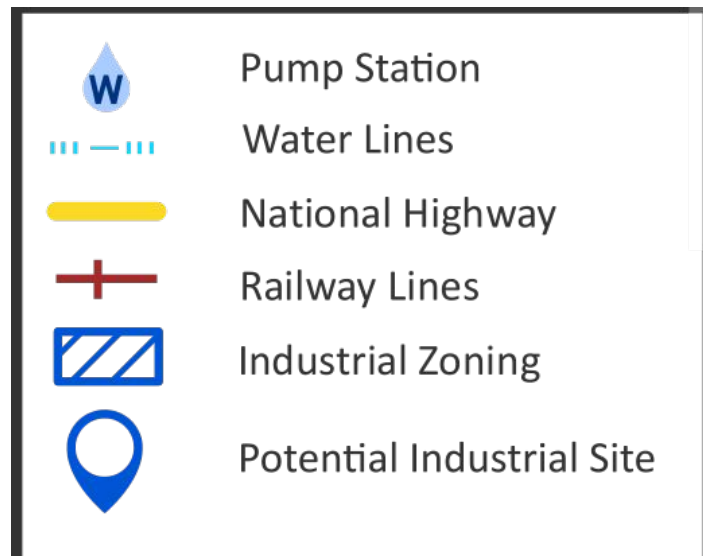 W Pump Station
Water Lines
National Highway
Railway Lines
Industrial Zoning
Potential Industrial Site